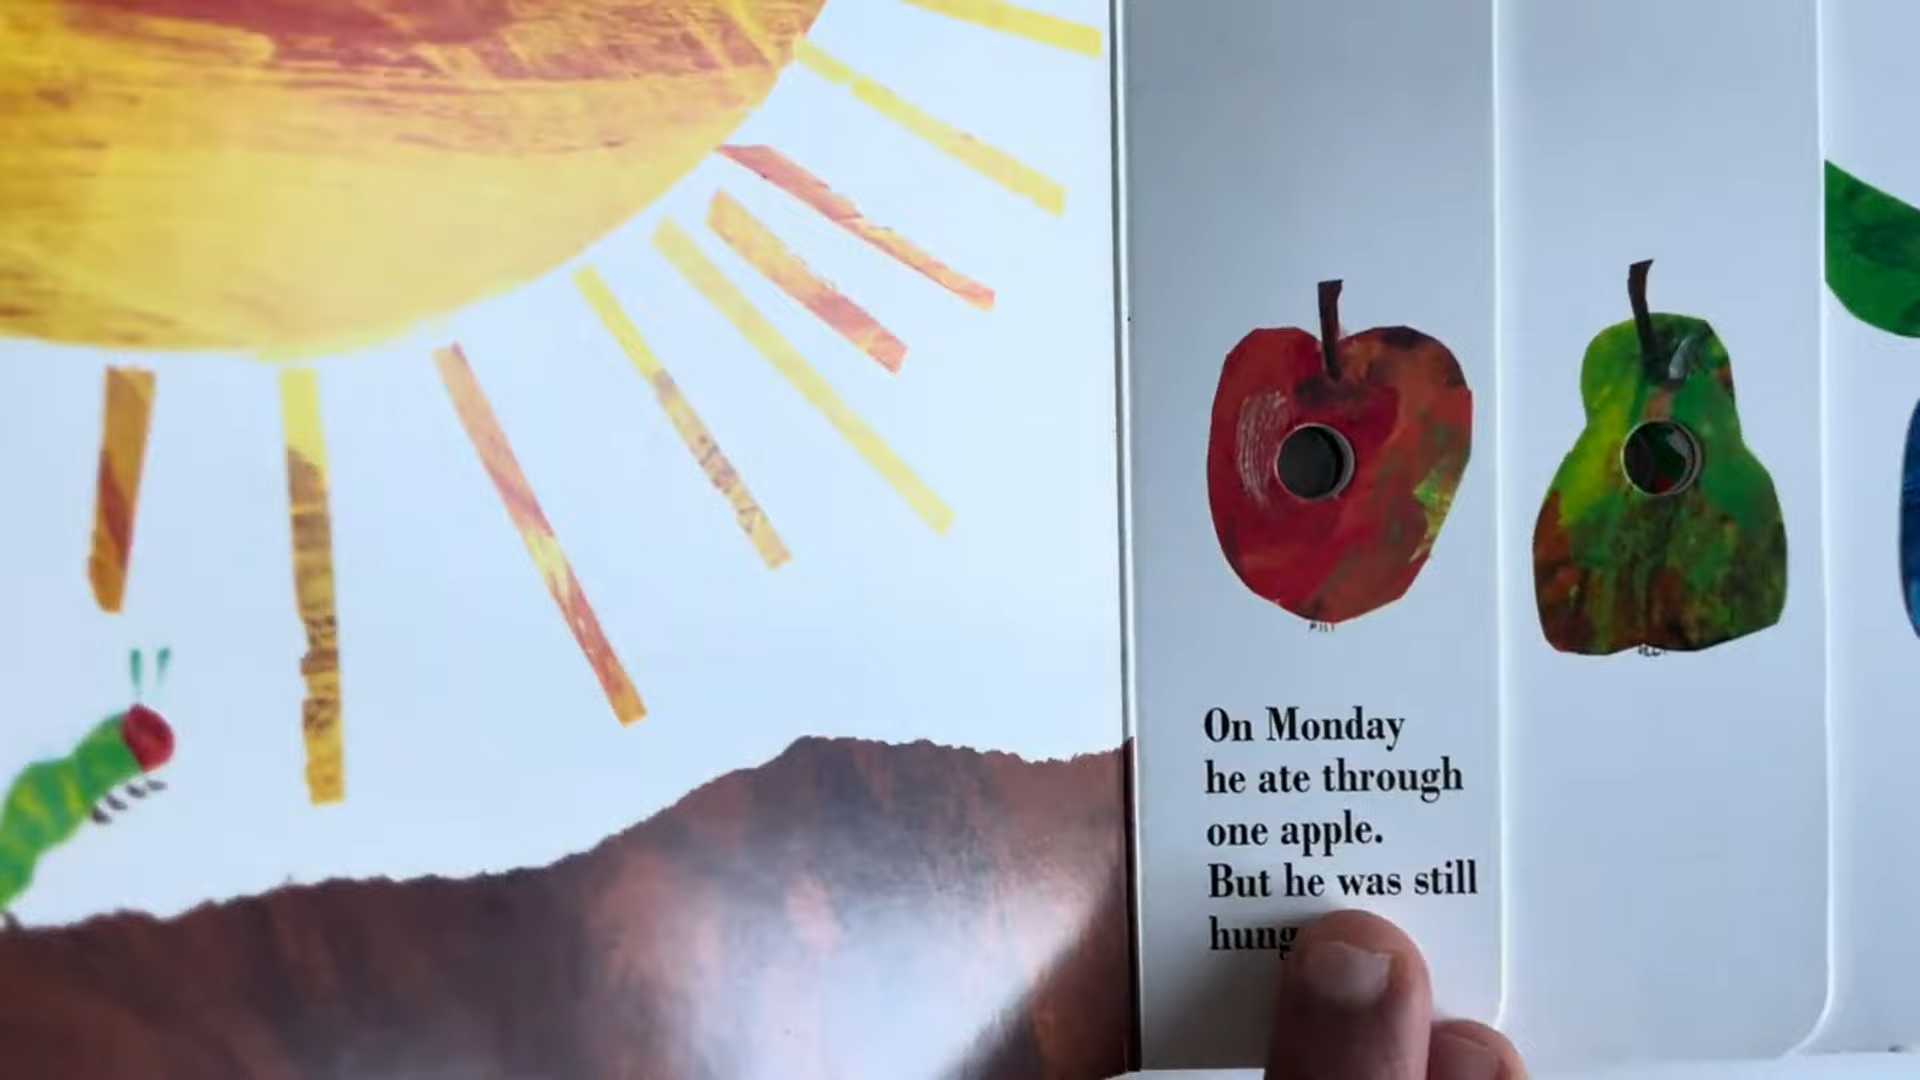 On Monday
he ate through
one apple.
But he was still
hung